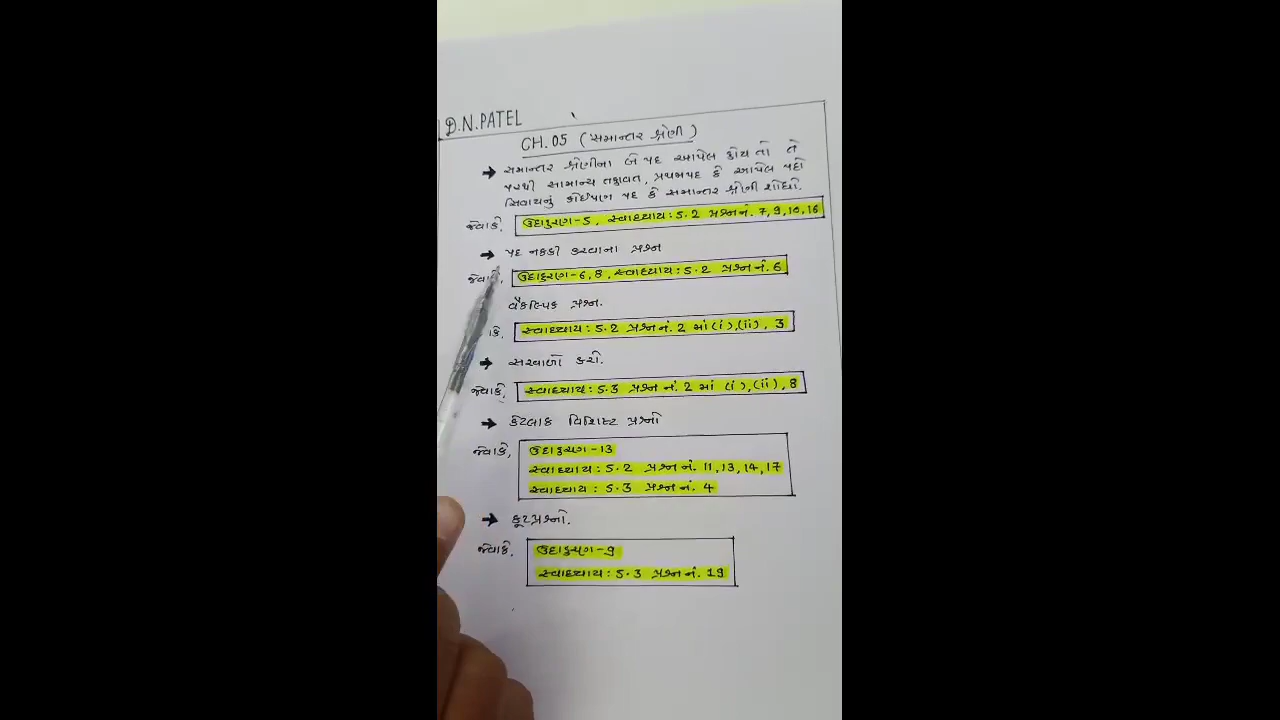 D.N.PATEL
CH. 05 ( સમાન્તર શ્રેણી )
→ સમાન્તર શ્રેણીના બે પદ આપેલ હોય તો તે
પરથી સામાન્ય તફાવત, પ્રથમપદ કે આપેલ પદો
સિવાયનું કોઈપણ પદ કે સમાન્તર શ્રેણી શોધો.
જેવાકે, ઉદાહરણ-5, સ્વાધ્યાય: 5.2 પ્રશ્ન નં. 7, 9, 10, 16
→ પદ નક્કી કરવાના પ્રશ્ન
જેવાકે, ઉદાહરણ-6, 8, સ્વાધ્યાય: 5.2 પ્રશ્ન નં. 6
વૈકલ્પિક પ્રશ્ન.
કે, સ્વાધ્યાય: 5.2 પ્રશ્ન નં. 2 માં (i), (ii), 3
→ સરવાળો કરો.
જેવાકે, સ્વાધ્યાય: 5.3 પ્રશ્ન નં. 2 માં (i), (ii), 8
→ કેટલાક વિશિષ્ટ પ્રશ્નો
જેવાકે, ઉદાહરણ-13
સ્વાધ્યાય: 5.2 પ્રશ્ન નં. 11, 13, 14, 17
સ્વાધ્યાય: 5.3 પ્રશ્ન નં. 4
→ કૂટપ્રશ્નો.
જેવાકે, ઉદાહરણ-9
સ્વાધ્યાય: 5.3 પ્રશ્ન નં. 19